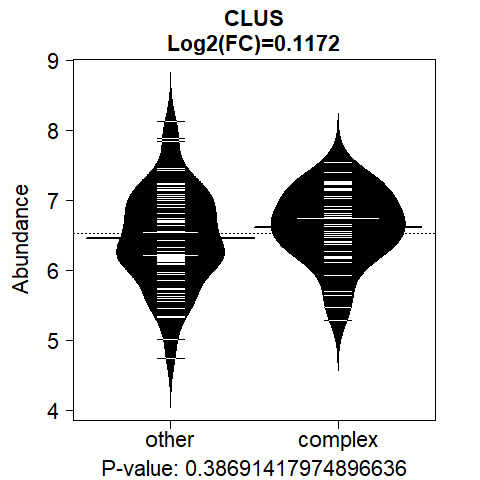 CLUS
Log2(FC)=0.1172
Abundance
9
8
7
6
5
4
other complex
P-value: 0.38691417974896636